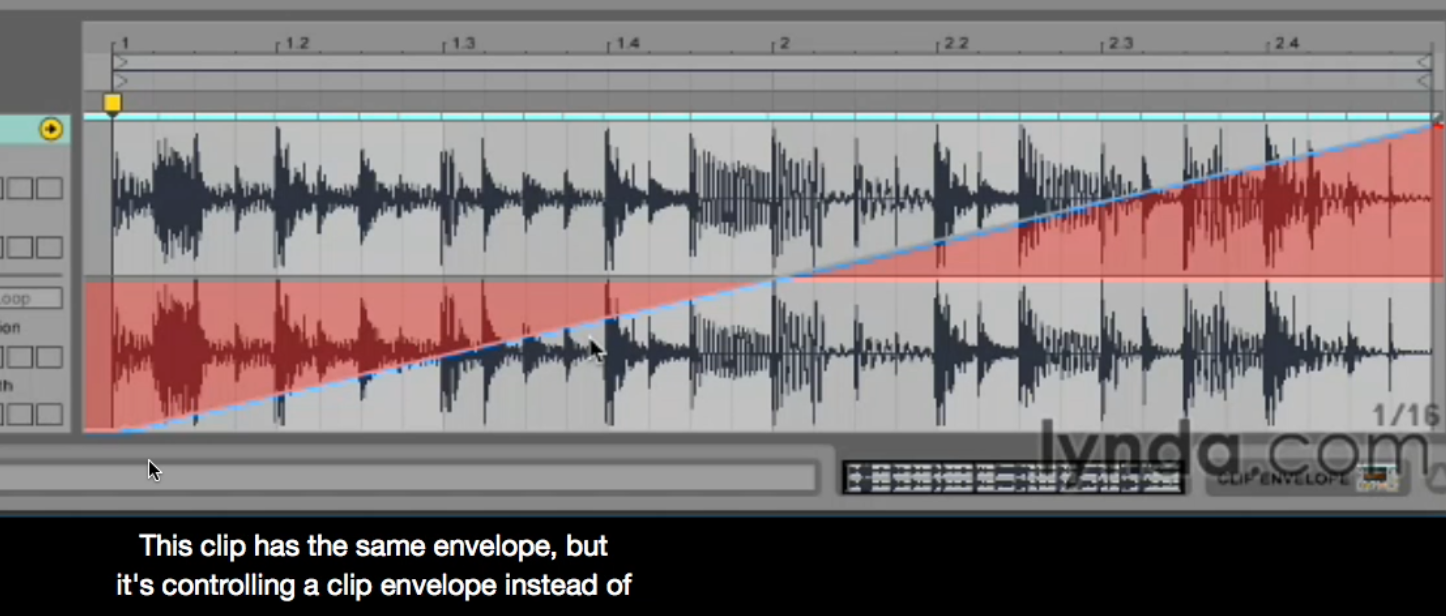 1 1.2 1.3 1.4 2 2.2 2.3 2.4
oop
ion
th
1/16
lynda.com
CLIP ENVELOPE
This clip has the same envelope, but
it's controlling a clip envelope instead of